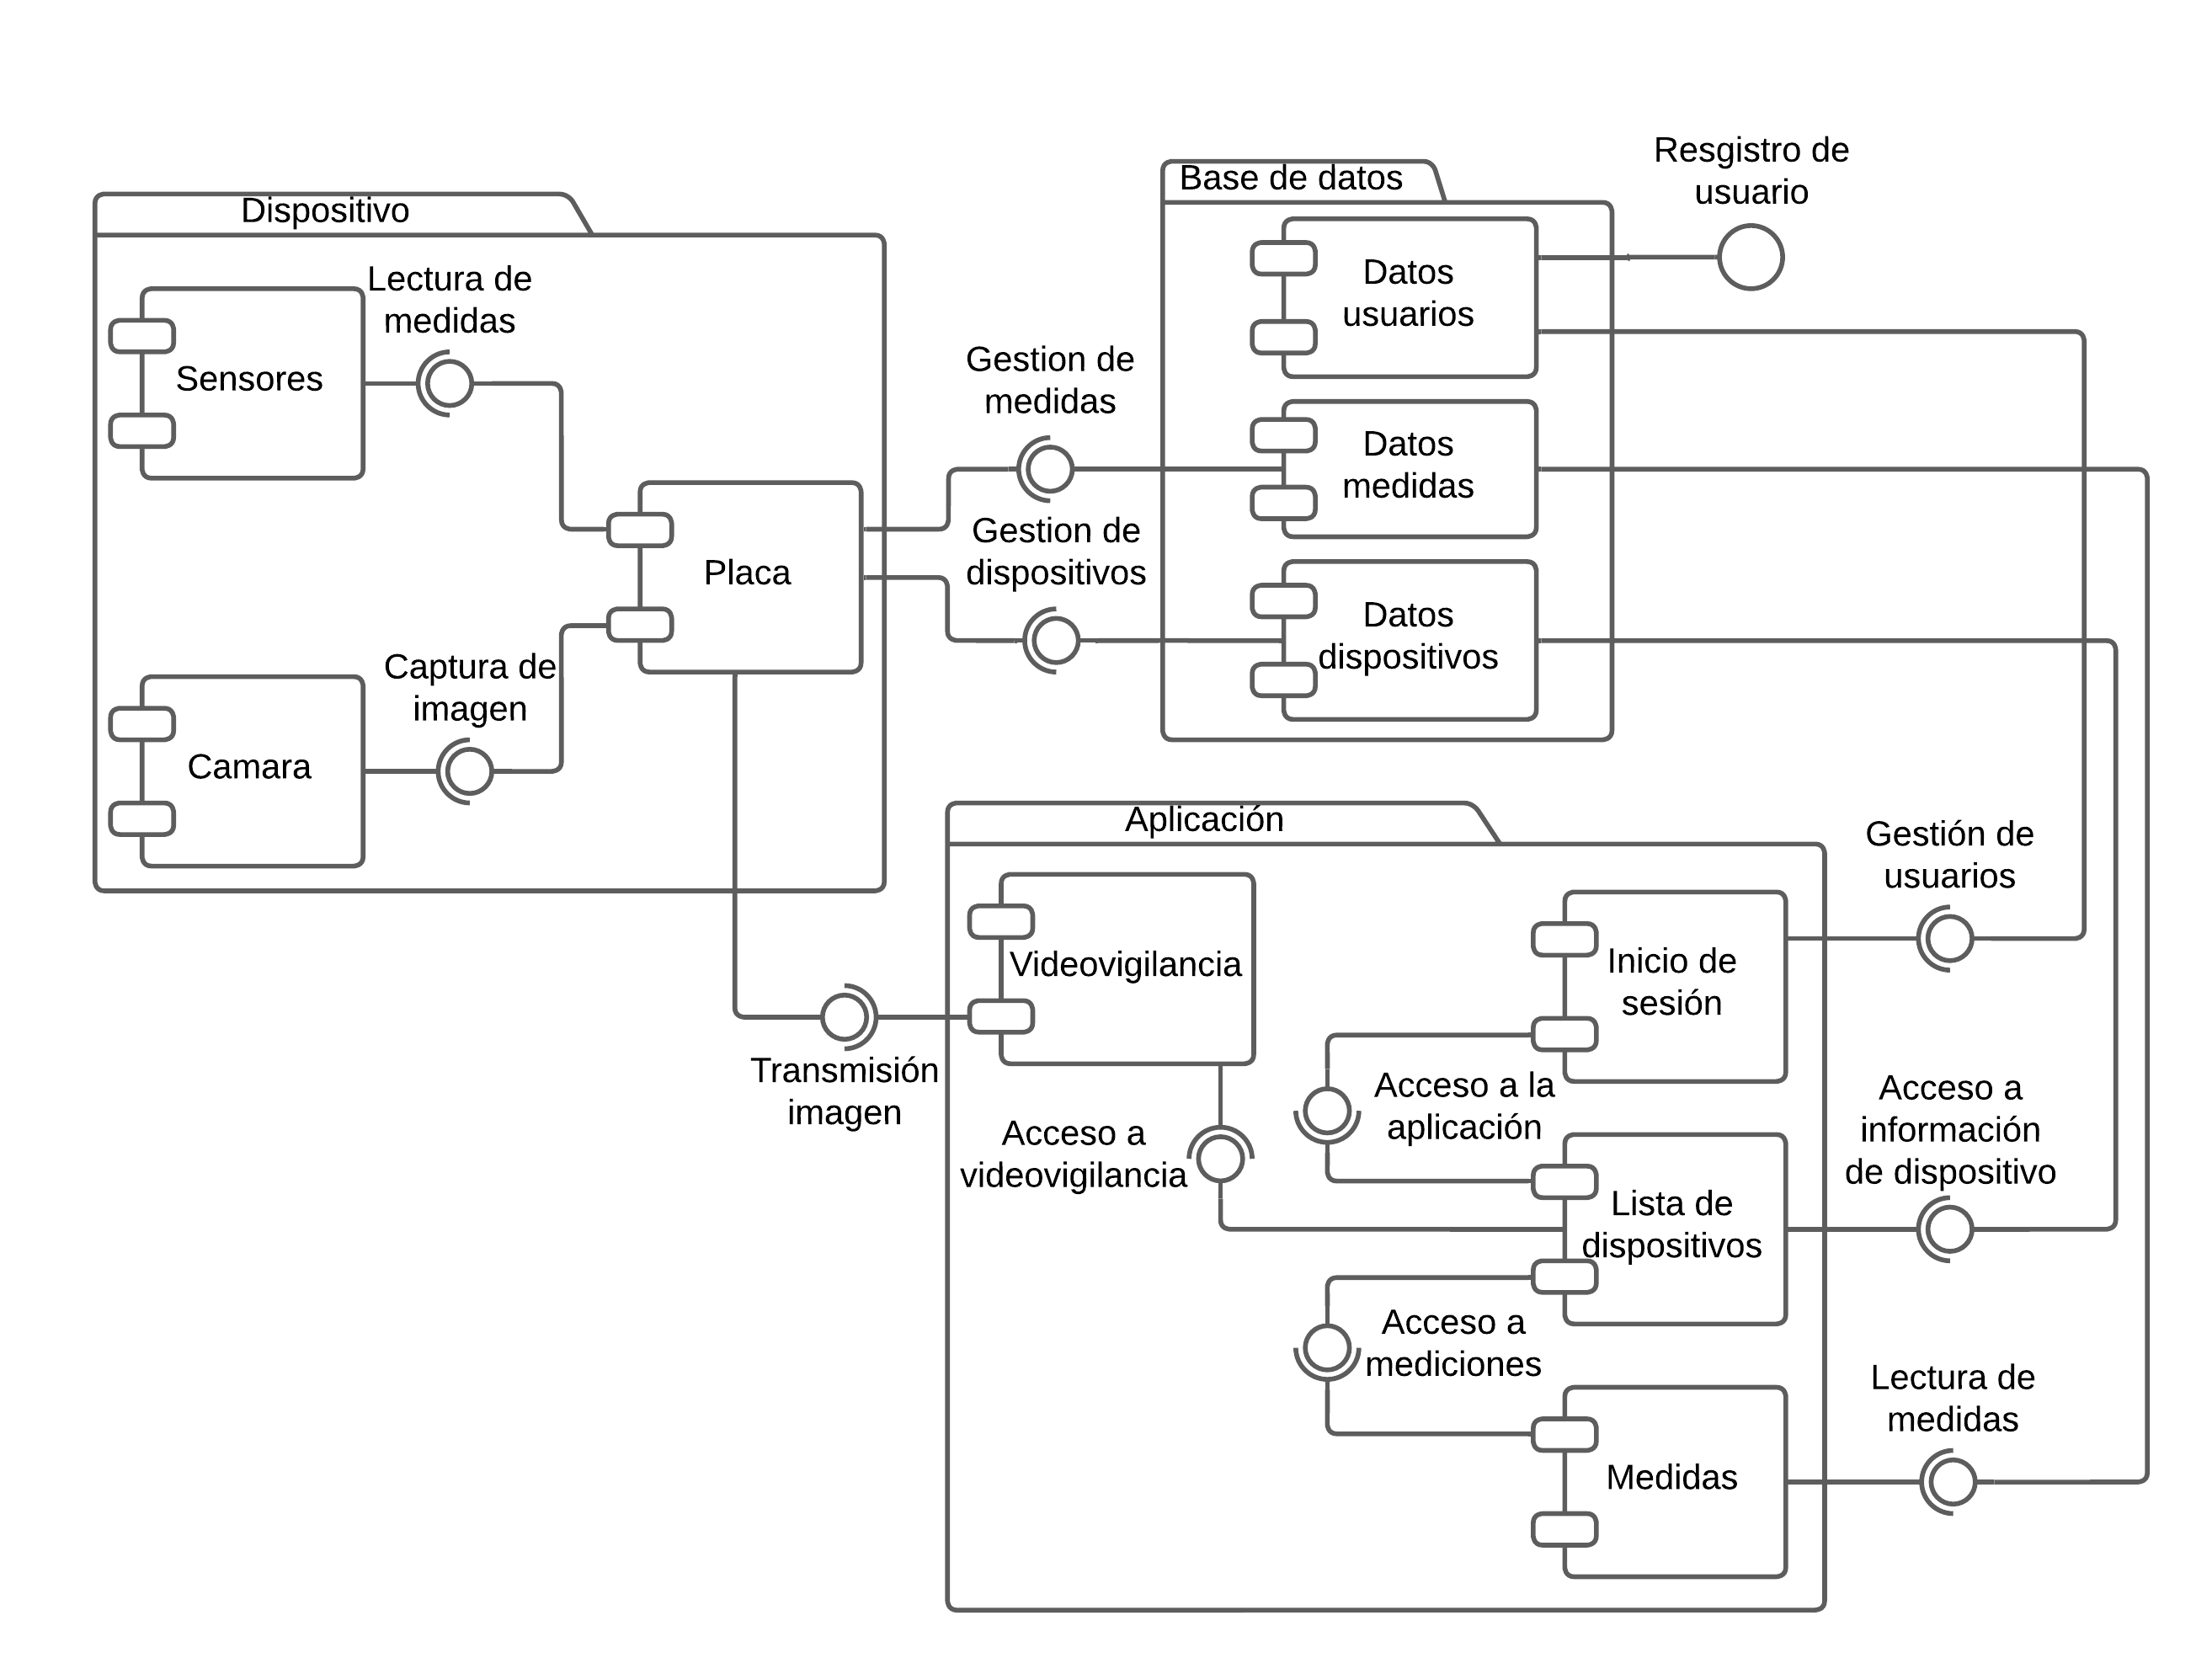 Resgistro de
usuario
Base de datos
Dispositivo
Datos
usuarios
Lectura de
medidas
Sensores
Gestion de
medidas
Datos
medidas
Gestion de
dispositivos
Placa
Datos
dispositivos
Captura de
imagen
Camara
Aplicación
Gestión de
usuarios
Videovigilancia
Inicio de
sesión
Transmisión
imagen
Acceso a la
aplicación
Acceso a
información
de dispositivo
Acceso a
videovigilancia
Lista de
dispositivos
Acceso a
mediciones
Lectura de
medidas
Medidas